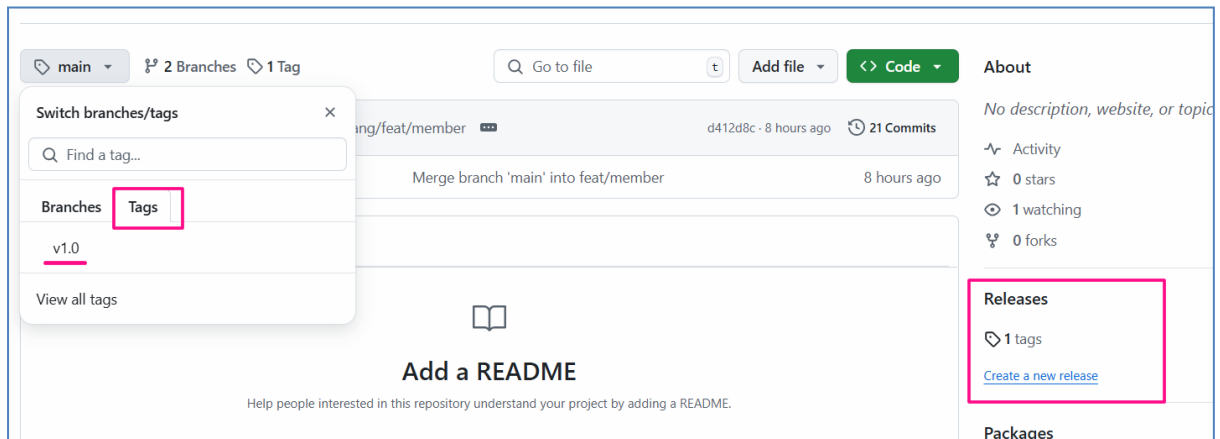 main
2 Branches
1 Tag
Go to file
t
Add file
<> Code
Switch branches/tags
Find a tag...
Branches
Tags
v1.0
View all tags
ang/feat/member
d412d8c · 8 hours ago
21 Commits
Merge branch 'main' into feat/member
8 hours ago
Add a README
Help people interested in this repository understand your project by adding a README.
About
No description, website, or topic
Activity
0 stars
1 watching
0 forks
Releases
1 tags
Create a new release
Packages